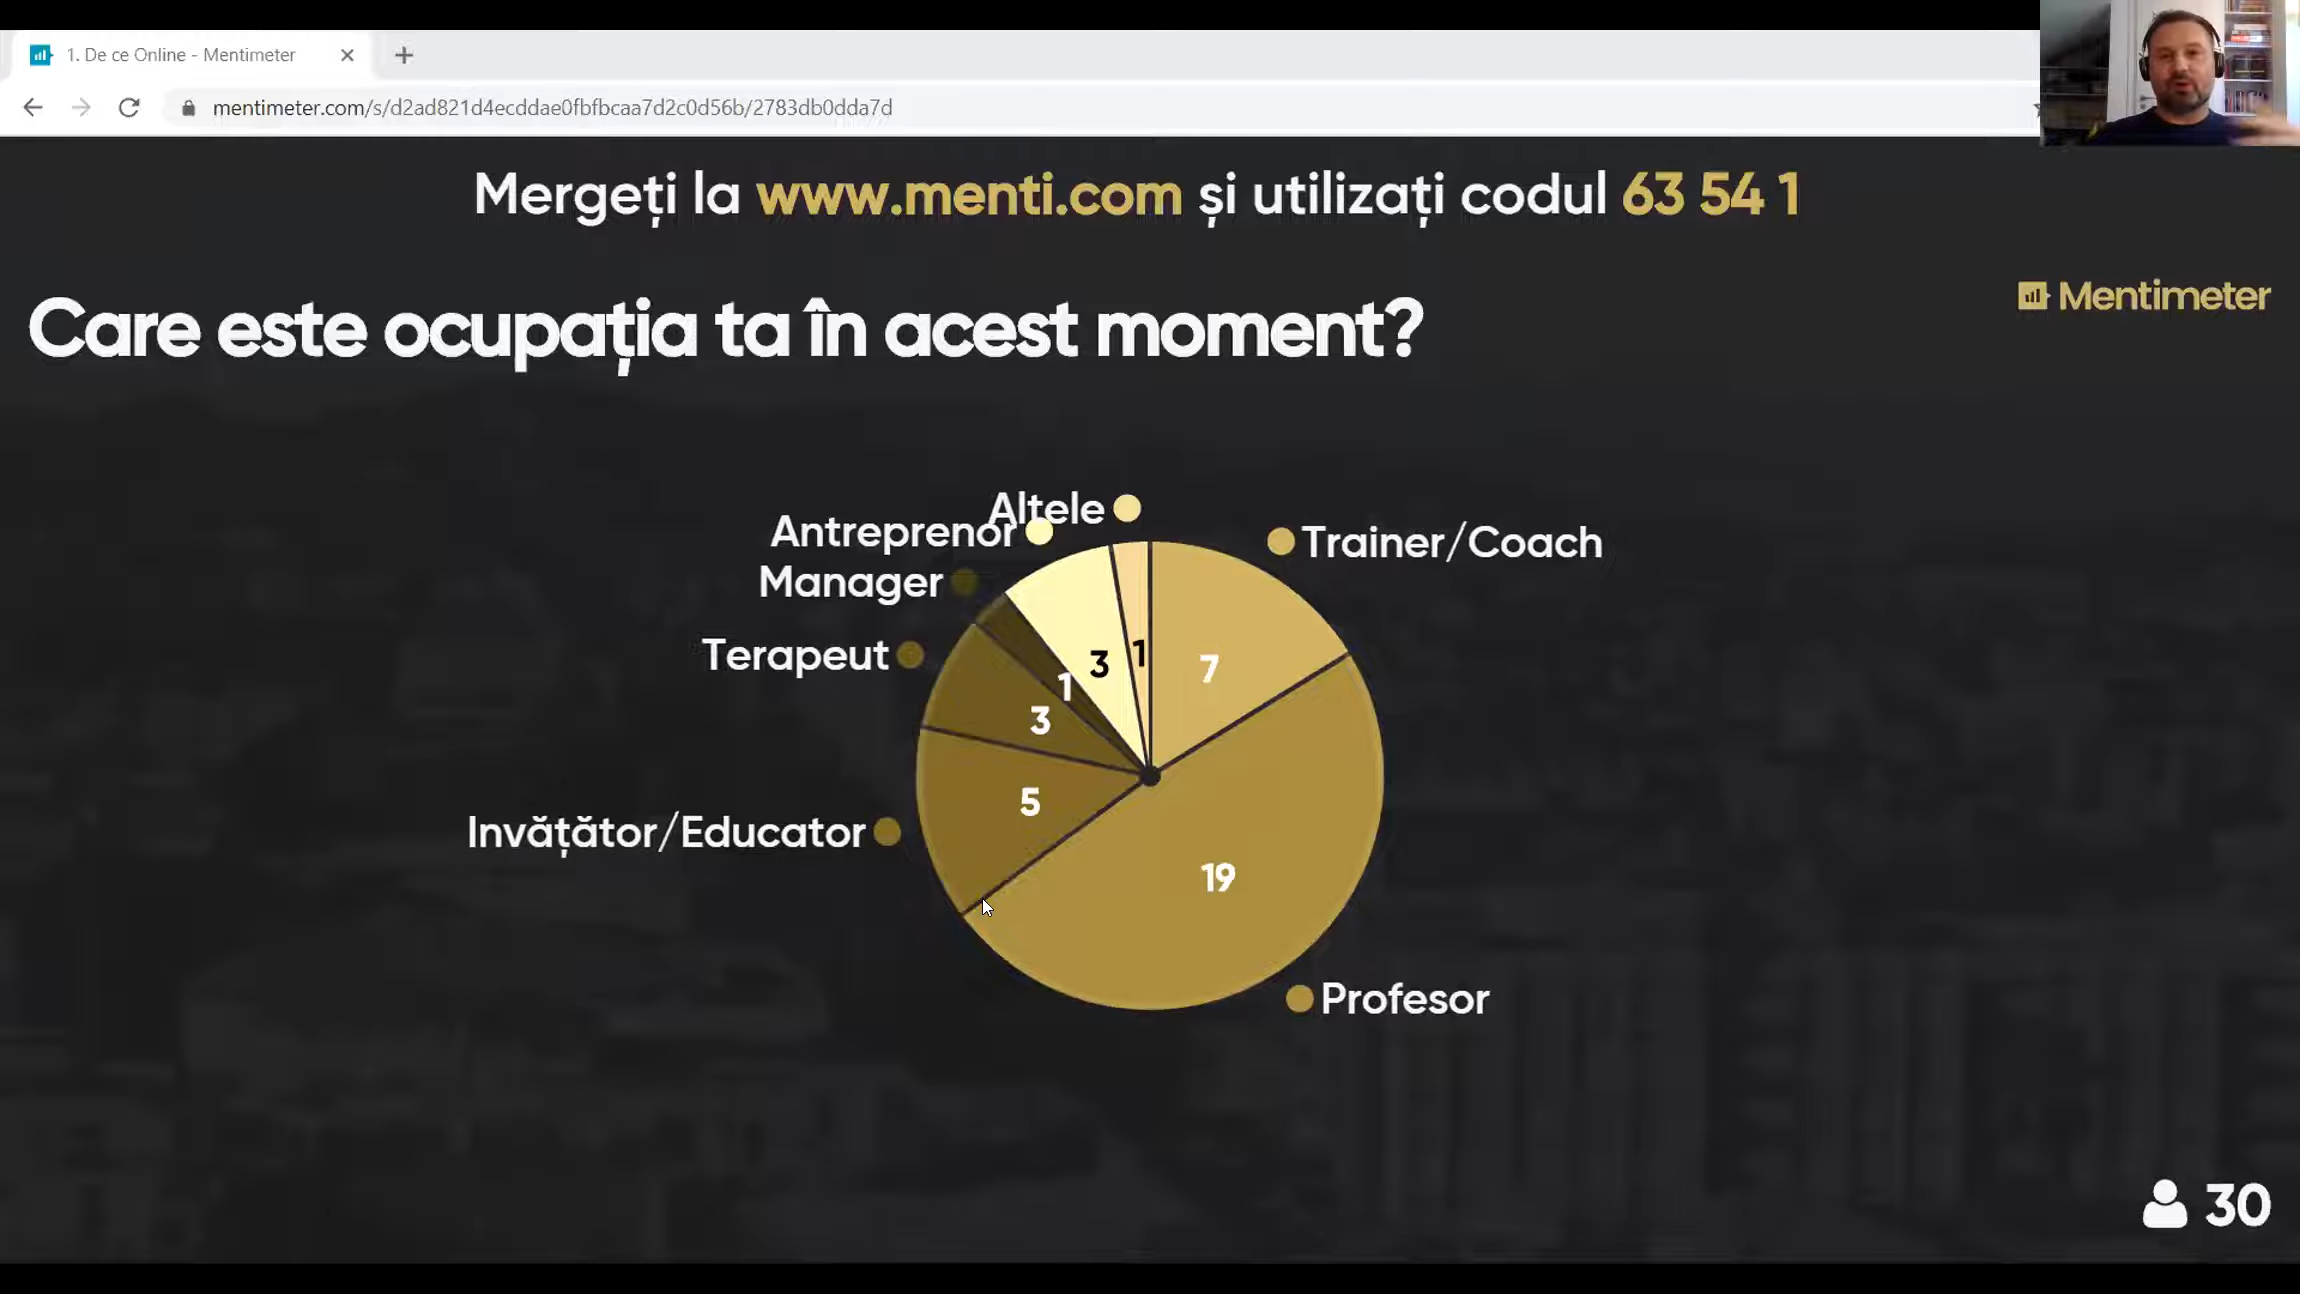 1. De ce Online - Mentimeter
mentimeter.com/s/d2ad821d4ecddae0fbfbcaa7d2c0d56b/2783db0dda7d
Mergeți la www.menti.com și utilizați codul 63 54 1
Mentimeter
Care este ocupația ta în acest moment?
Altele
Antreprenor
Trainer/Coach
Manager
Terapeut
3
1
7
1
3
5
Invățător/Educator
19
Profesor
30